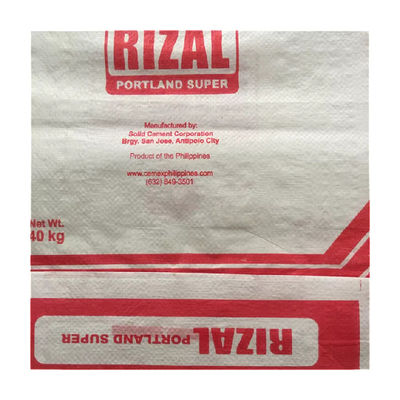 RIZAL
PORTLAND SUPER
Manufactured by:
Solid Cement Corporation
Brgy. San Jose, Antipolo City
Product of the Philippines
www.cemexphilippines.com
(632) 849-3501
Net Wt.
40 kg
RIZAL PORTLAND SUPER